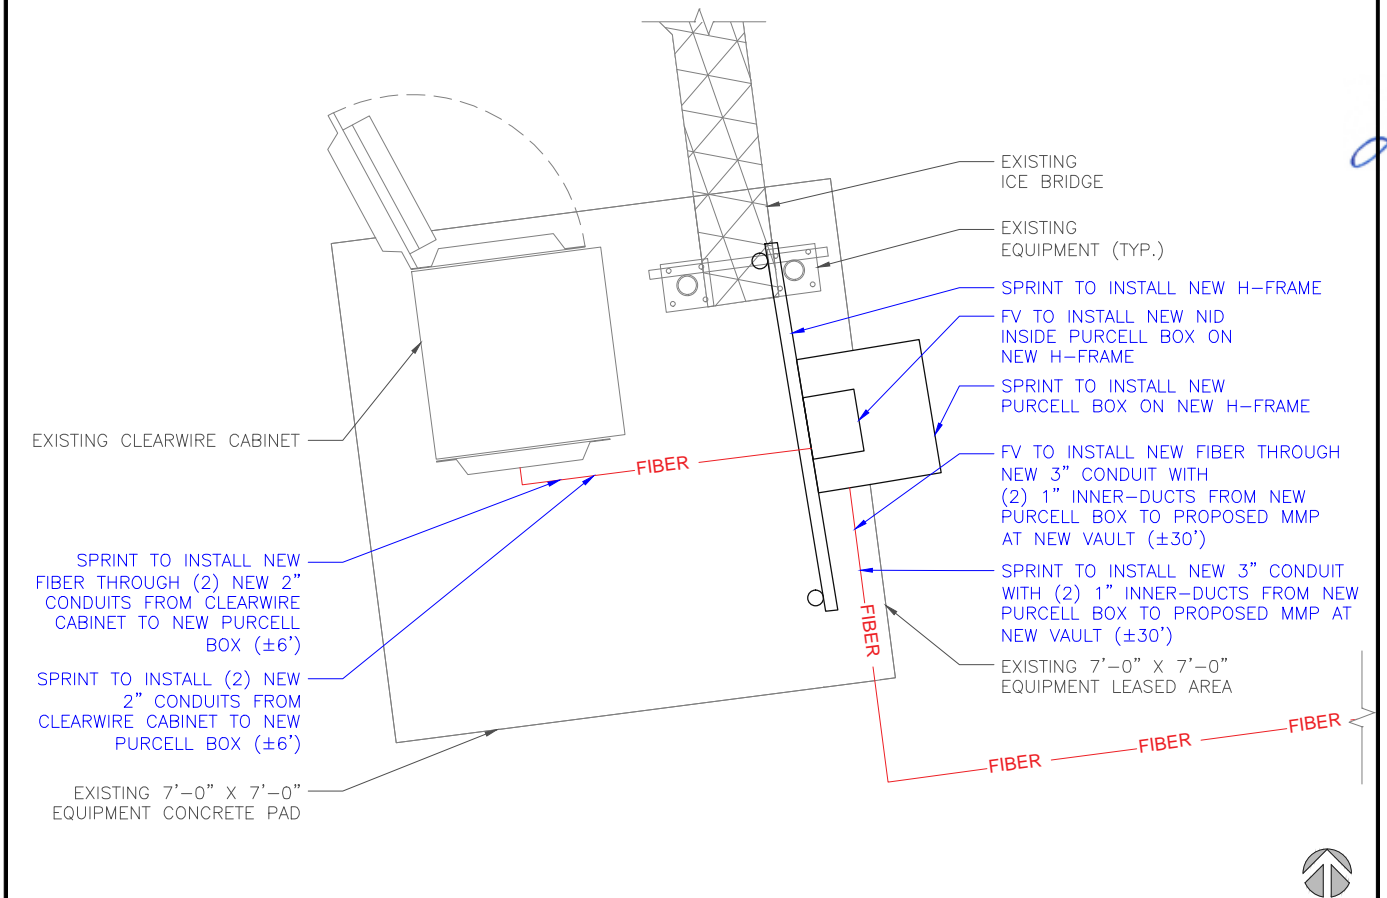 EXISTING
ICE BRIDGE
EXISTING
EQUIPMENT (TYP.)
SPRINT TO INSTALL NEW H-FRAME
FV TO INSTALL NEW NID
INSIDE PURCELL BOX ON
NEW H-FRAME
SPRINT TO INSTALL NEW
PURCELL BOX ON NEW H-FRAME
FV TO INSTALL NEW FIBER THROUGH
NEW 3" CONDUIT WITH
(2) 1" INNER-DUCTS FROM NEW
PURCELL BOX TO PROPOSED MMP
AT NEW VAULT (±30')
SPRINT TO INSTALL NEW 3" CONDUIT
WITH (2) 1" INNER-DUCTS FROM NEW
PURCELL BOX TO PROPOSED MMP AT
NEW VAULT (±30')
EXISTING 7'-0" X 7'-0"
EQUIPMENT LEASED AREA
EXISTING CLEARWIRE CABINET
SPRINT TO INSTALL NEW
FIBER THROUGH (2) NEW 2"
CONDUITS FROM CLEARWIRE
CABINET TO NEW PURCELL
BOX (±6')
SPRINT TO INSTALL (2) NEW
2" CONDUITS FROM
CLEARWIRE CABINET TO NEW
PURCELL BOX (±6')
EXISTING 7'-0" X 7'-0"
EQUIPMENT CONCRETE PAD
FIBER
FIBER
FIBER
FIBER
FIBER